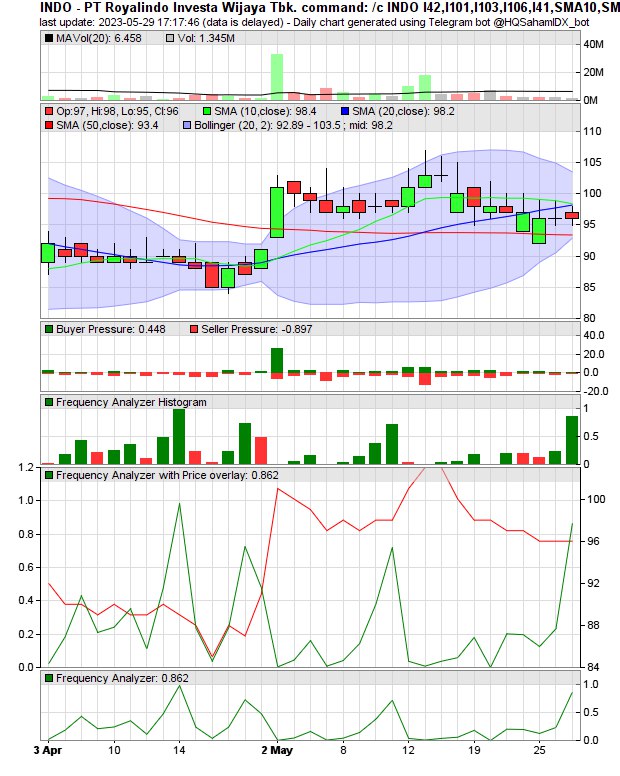 INDO - PT Royalindo Investa Wijaya Tbk. command: /c INDO I42,I101,I103,I106,I41,SMA10,SM
last update: 2023-05-29 17:17:46 (data is delayed) - Daily chart generated using Telegram bot @HQSahamIDX_bot
MAVol(20): 6.458 Vol: 1.345M
40M
20M
0M
Op:97, Hi:98, Lo:95, Cl:96 SMA (10,close): 98.4 SMA (20,close): 98.2
SMA (50,close): 93.4 Bollinger (20, 2): 92.89 - 103.5 ; mid: 98.2
110
105
100
95
90
85
80
Buyer Pressure: 0.448 Seller Pressure: -0.897
40.0
20.0
0.0
-20.0
Frequency Analyzer Histogram
1
0.5
0
Frequency Analyzer with Price overlay: 0.862
1.2
1.0
0.8
0.6
0.4
0.2
0.0
100
96
92
88
84
Frequency Analyzer: 0.862
1.0
0.5
0.0
3 Apr 10 14 2 May 8 12 19 25